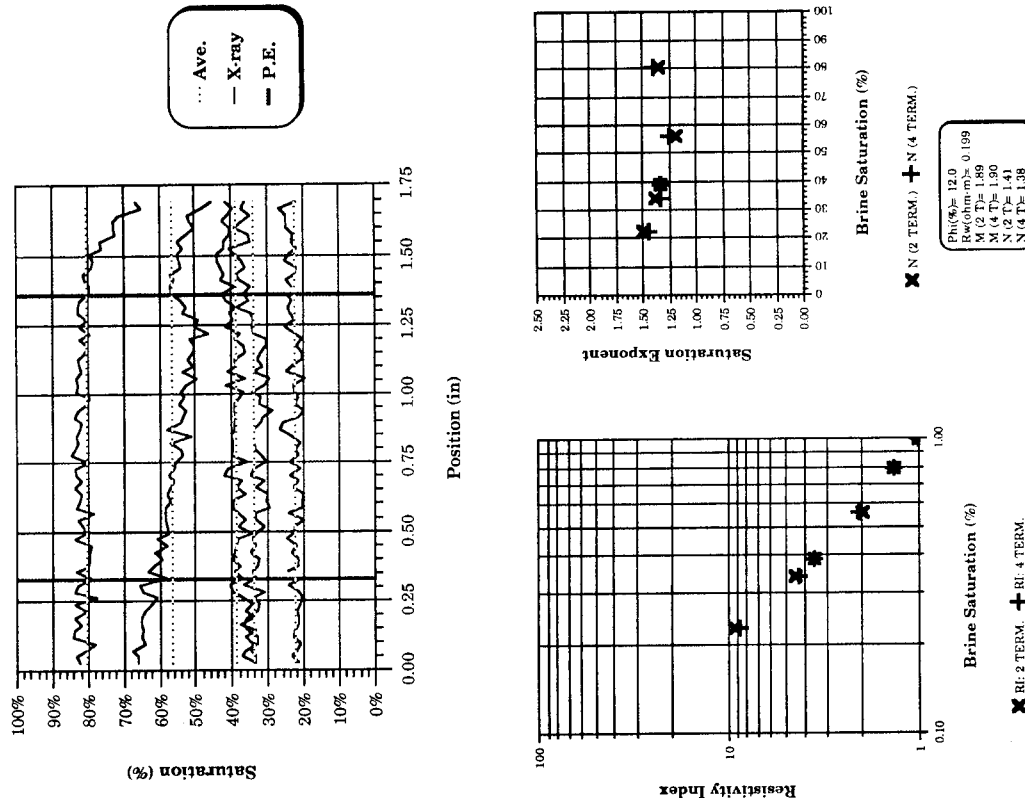 100%
90%
80%
70%
60%
50%
40%
30%
20%
10%
0%
Saturation (%)
0.00
0.25
0.50
0.75
1.00
1.25
1.50
1.75
Position (in)
Ave.
X-ray
P.E.
100
10
1
Resistivity Index
0.10
1.00
Brine Saturation (%)
RI: 2 TERM. RI: 4 TERM.
2.50
2.25
2.00
1.75
1.50
1.25
1.00
0.75
0.50
0.25
0.00
Saturation Exponent
0
10
20
30
40
50
60
70
80
90
100
Brine Saturation (%)
N (2 TERM.) N (4 TERM.)
Phi(%)= 12.0
Rw(ohm-m)= 0.199
M (2 T)= 1.89
M (4 T)= 1.90
N (2 T)= 1.41
N (4 T)= 1.38